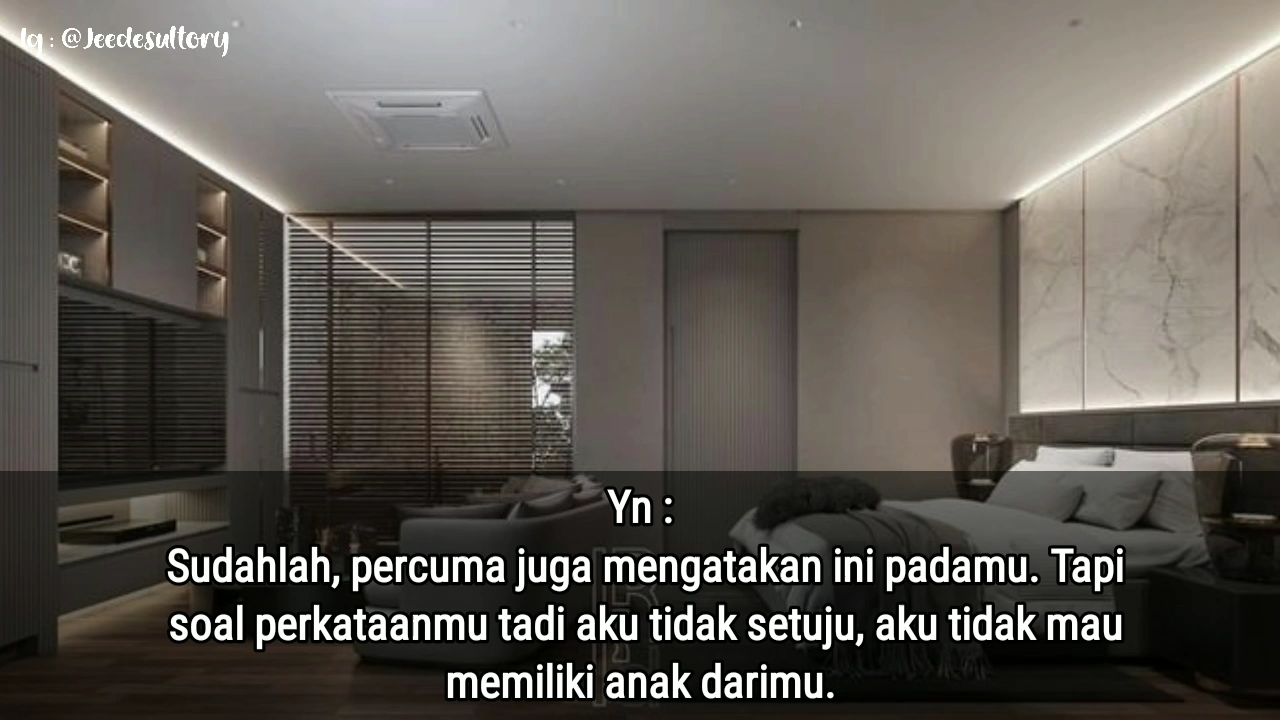 Ig : @Jeedesultory
Yn :
Sudahlah, percuma juga mengatakan ini padamu. Tapi
soal perkataanmu tadi aku tidak setuju, aku tidak mau
memiliki anak darimu.